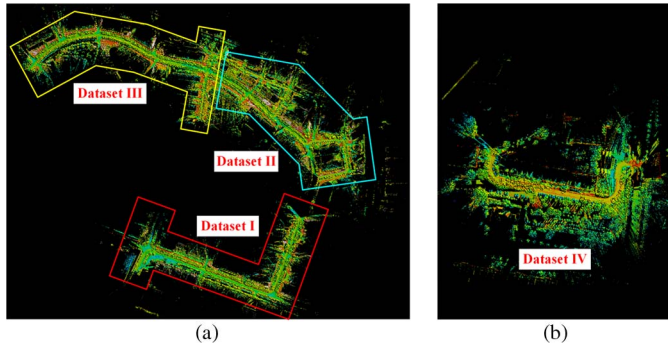 Dataset III
Dataset II
Dataset I
Dataset IV
(a)
(b)